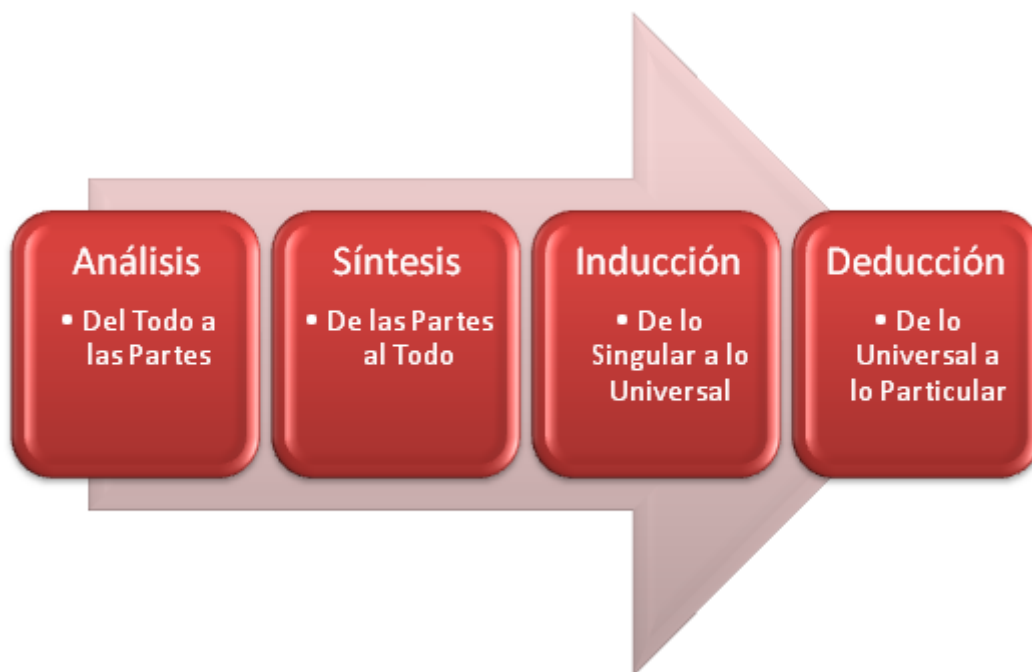 Análisis
• Del Todo a
las Partes
Síntesis
• De las Partes
al Todo
Inducción
• De lo
Singular a lo
Universal
Deducción
• De lo
Universal a
lo Particular